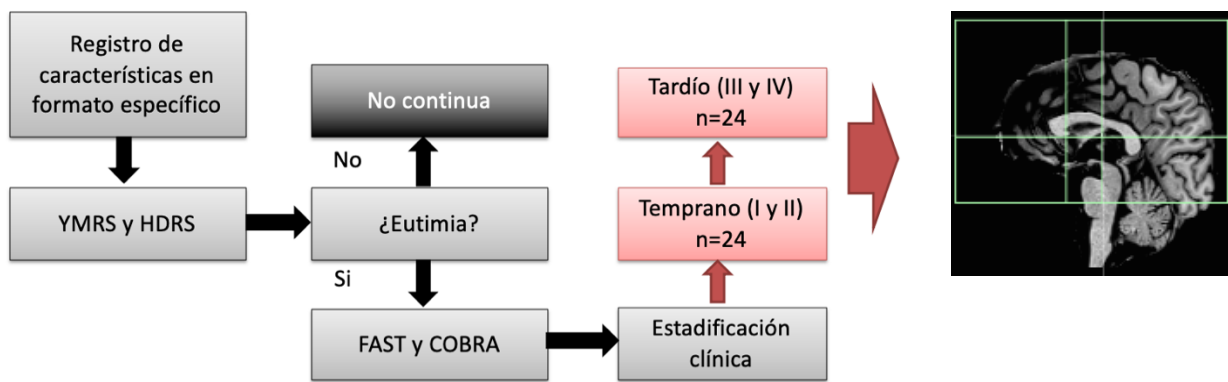 Registro de
características en
formato específico
YMRS y HDRS
No continua
No
¿Eutimia?
Si
FAST y COBRA
Tardío (III y IV)
n=24
Temprano (I y II)
n=24
Estadificación
clínica